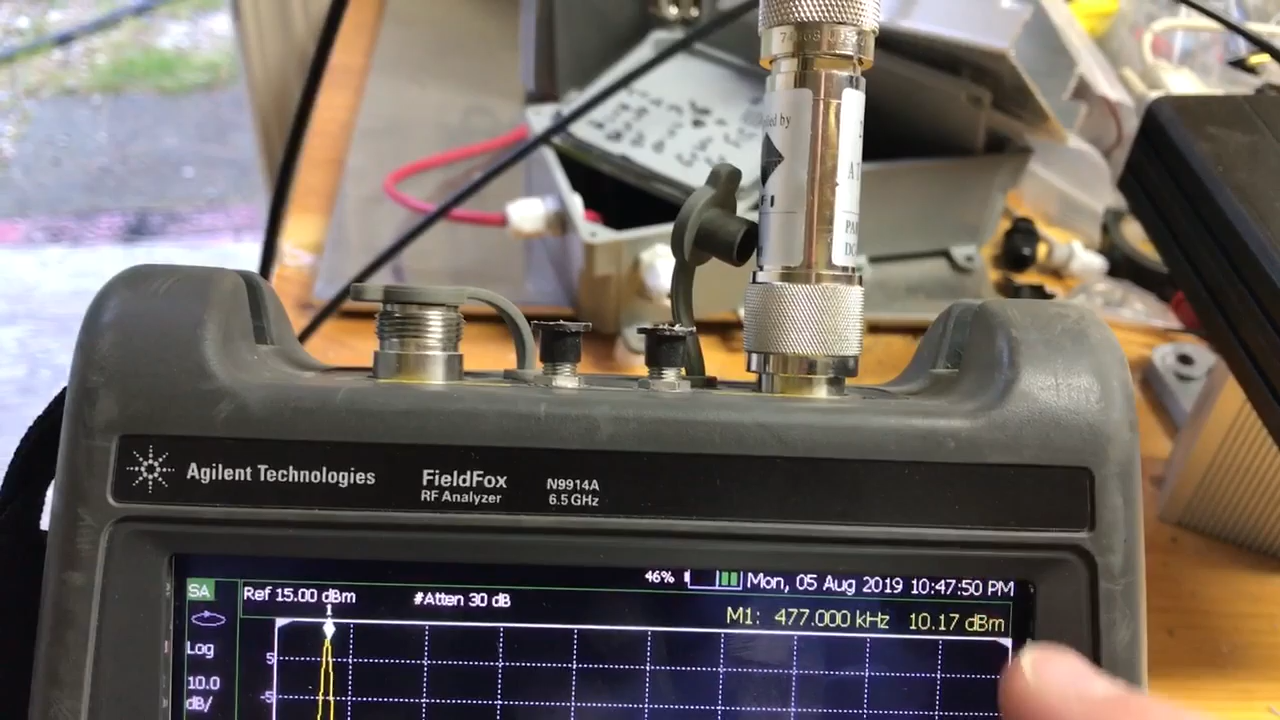 Agilent Technologies
FieldFox
RF Analyzer
N9914A
6.5 GHz
46%
Mon, 05 Aug 2019 10:47:50 PM
SA
Ref 15.00 dBm
#Atten 30 dB
1
M1: 477.000 kHz 10.17 dBm
Log
10.0
dB/
5
-5